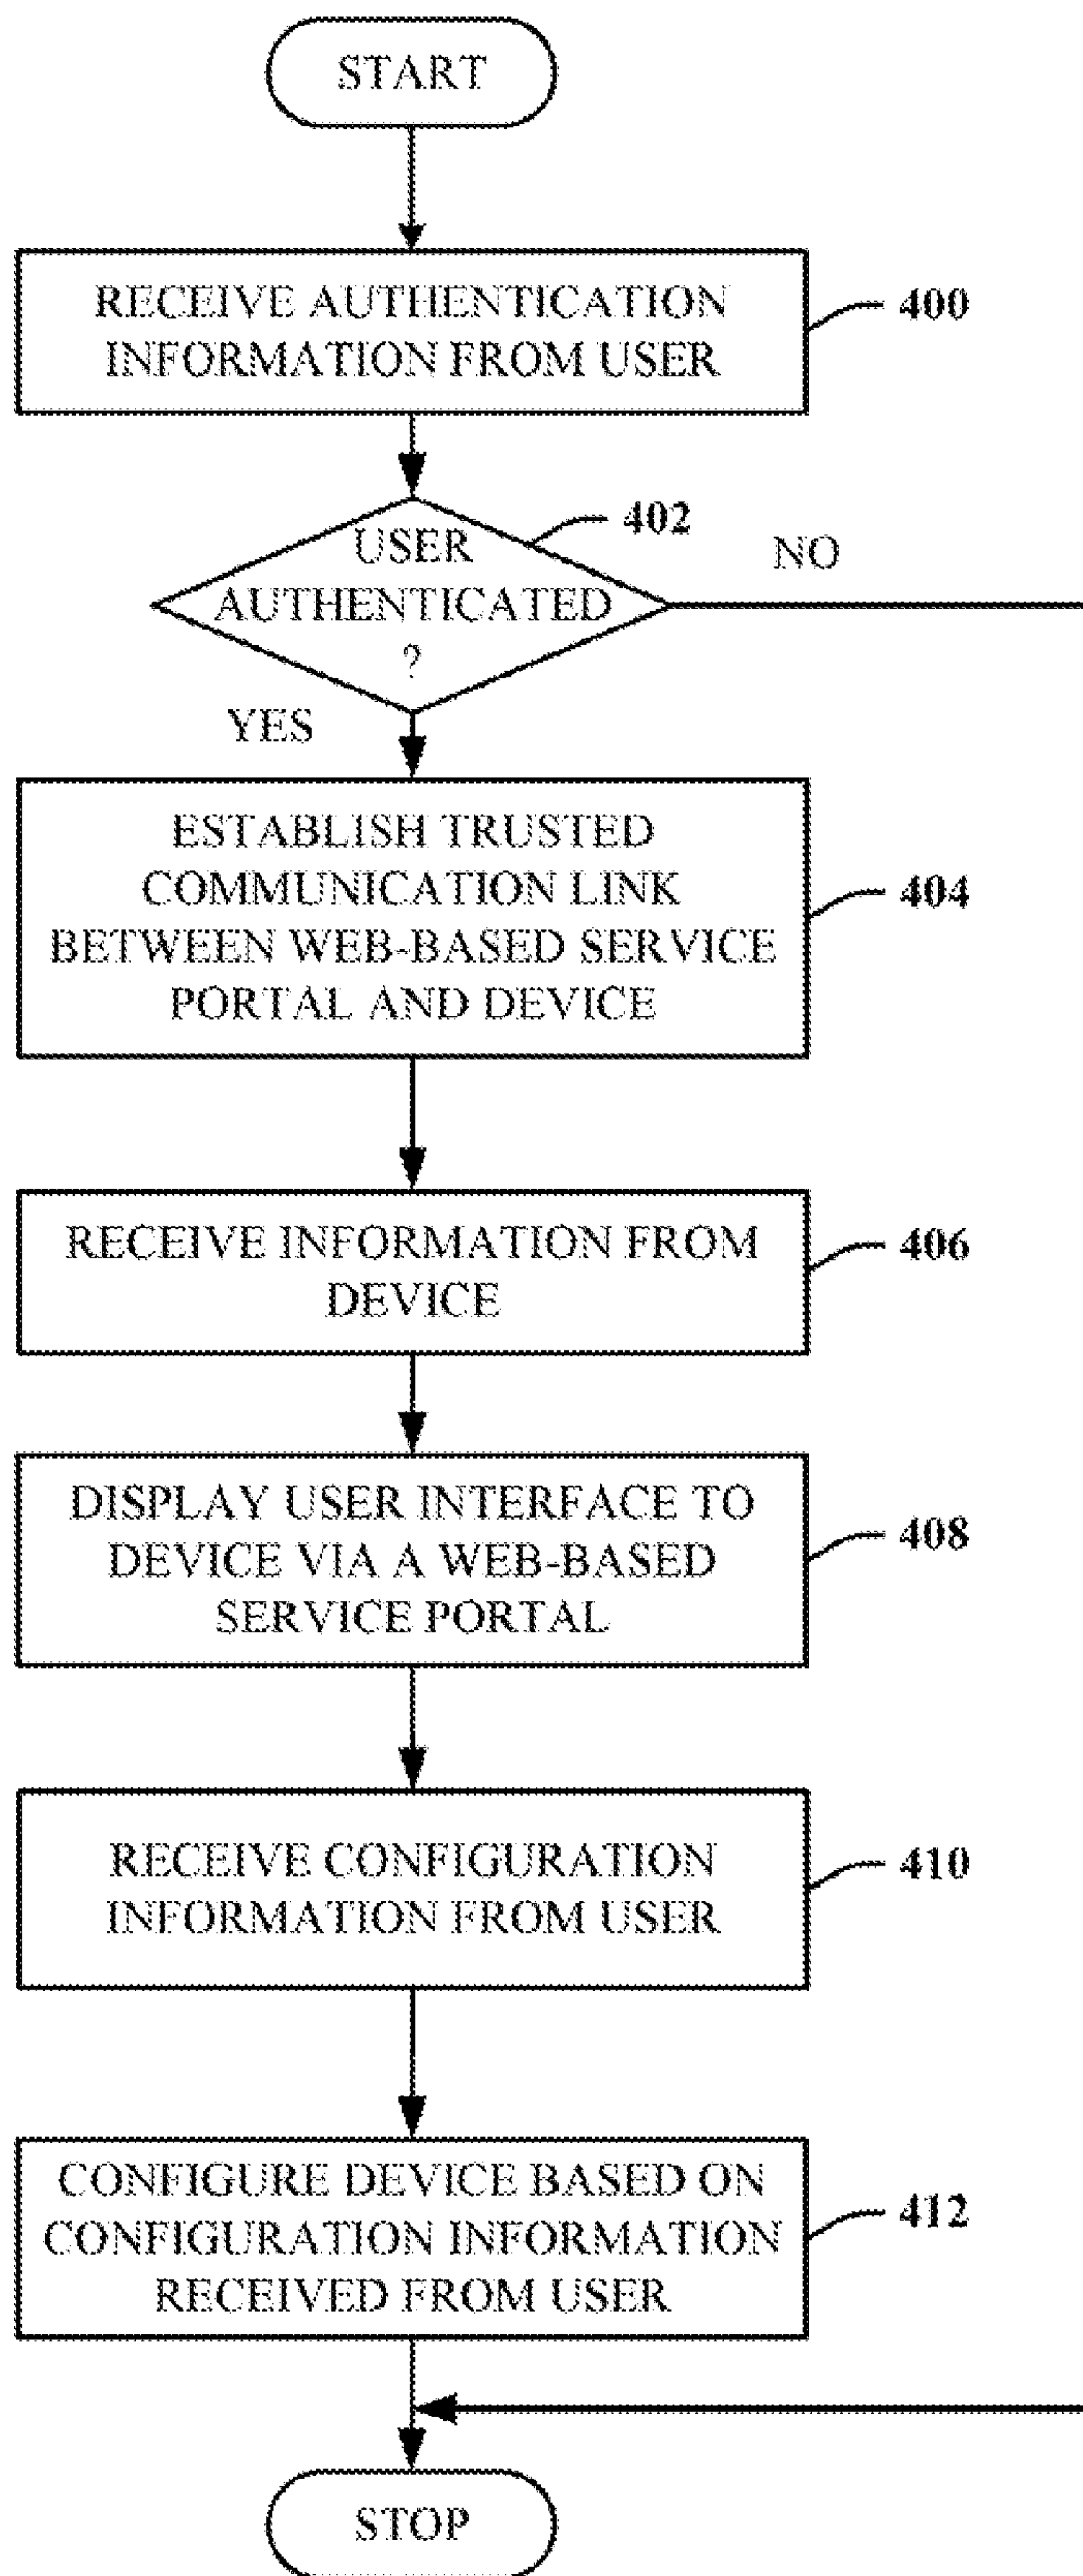 START
RECEIVE AUTHENTICATION
INFORMATION FROM USER
400
402
USER
AUTHENTICATED
?
NO
YES
ESTABLISH TRUSTED
COMMUNICATION LINK
BETWEEN WEB-BASED SERVICE
PORTAL AND DEVICE
404
RECEIVE INFORMATION FROM
DEVICE
406
DISPLAY USER INTERFACE TO
DEVICE VIA A WEB-BASED
SERVICE PORTAL
408
RECEIVE CONFIGURATION
INFORMATION FROM USER
410
CONFIGURE DEVICE BASED ON
CONFIGURATION INFORMATION
RECEIVED FROM USER
412
STOP